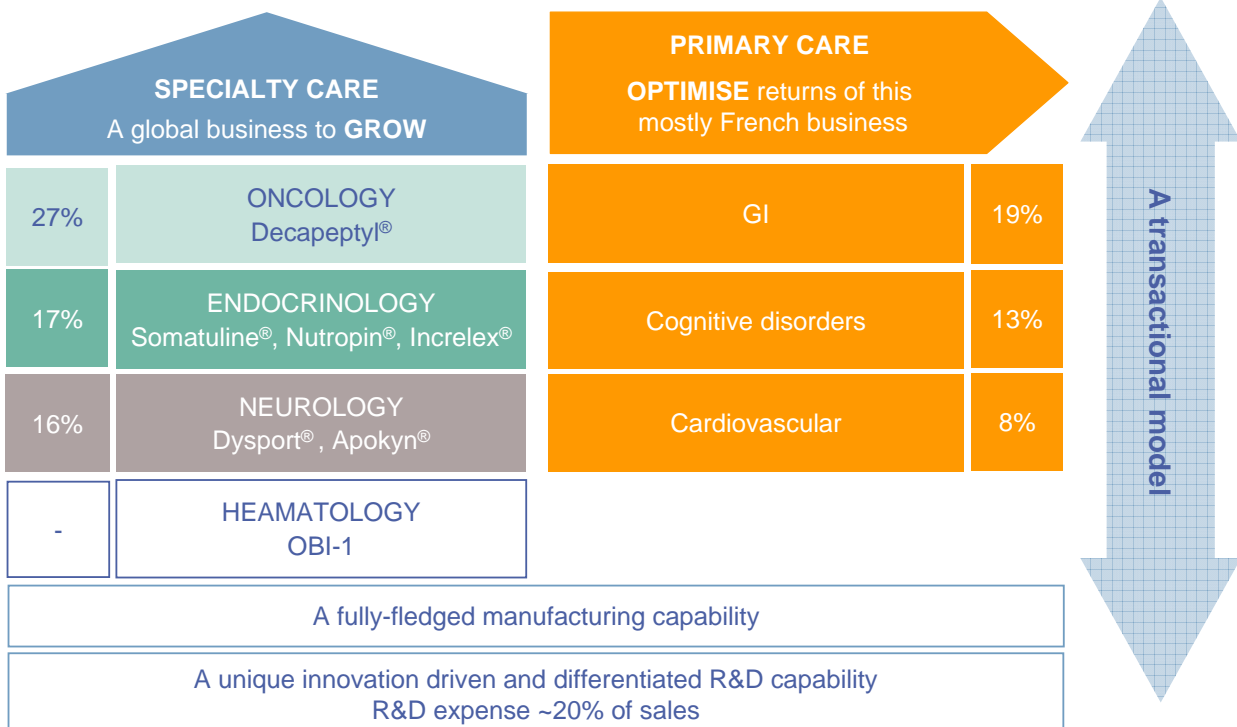 SPECIALTY CARE
A global business to GROW
PRIMARY CARE
OPTIMISE returns of this
mostly French business
27%
ONCOLOGY
Decapeptyl®
GI
19%
17%
ENDOCRINOLOGY
Somatuline®, Nutropin®, Increlex®
Cognitive disorders
13%
16%
NEUROLOGY
Dysport® , Apokyn®
Cardiovascular
8%
-
HEAMATOLOGY
OBI-1
A transactional model
A fully-fledged manufacturing capability
A unique innovation driven and differentiated R&D capability
R&D expense ~20% of sales